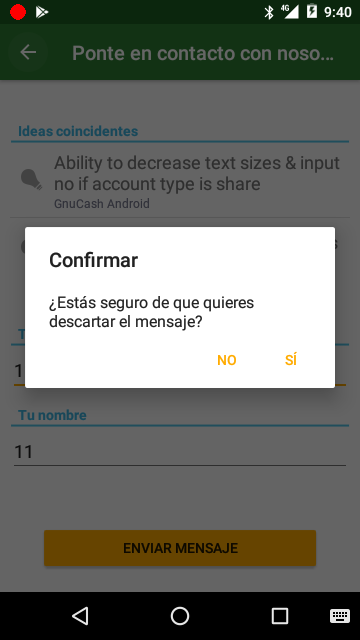 4G 9:40
Ponte en contacto con noso...
Ideas coincidentes
Ability to decrease text sizes & input
no if account type is share
GnuCash Android
Confirmar
¿Estás seguro de que quieres
descartar el mensaje?
NO SÍ
Tu nombre
11
ENVIAR MENSAJE